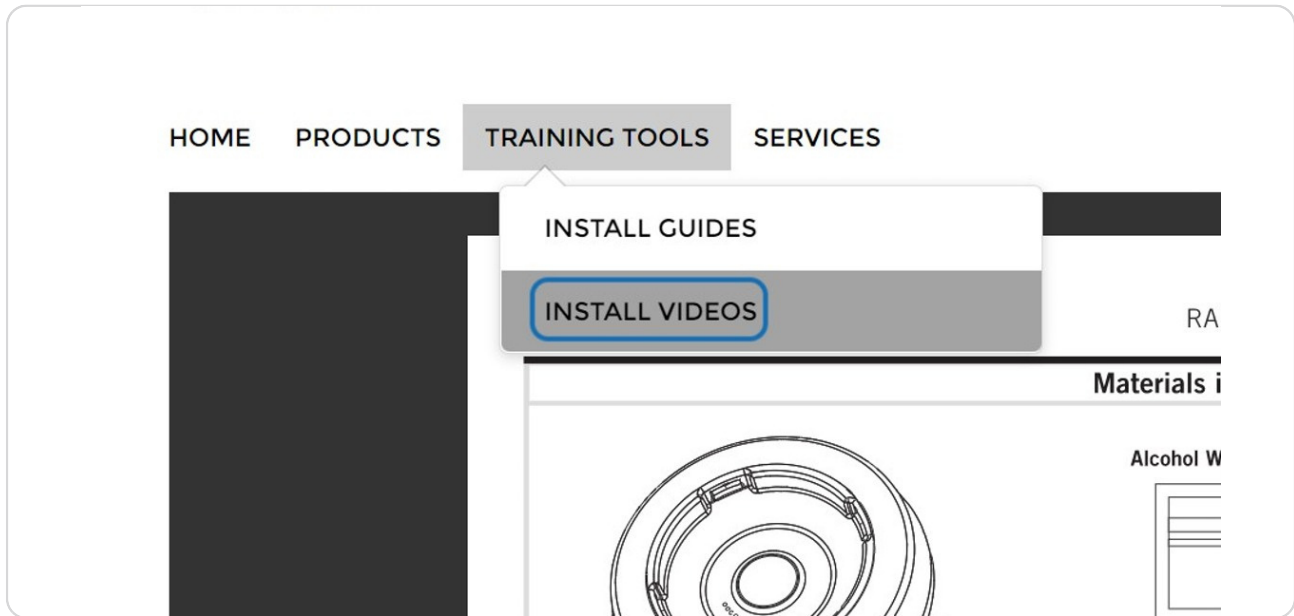 HOME PRODUCTS TRAINING TOOLS SERVICES
INSTALL GUIDES
INSTALL VIDEOS
RA
Materials i
Alcohol W